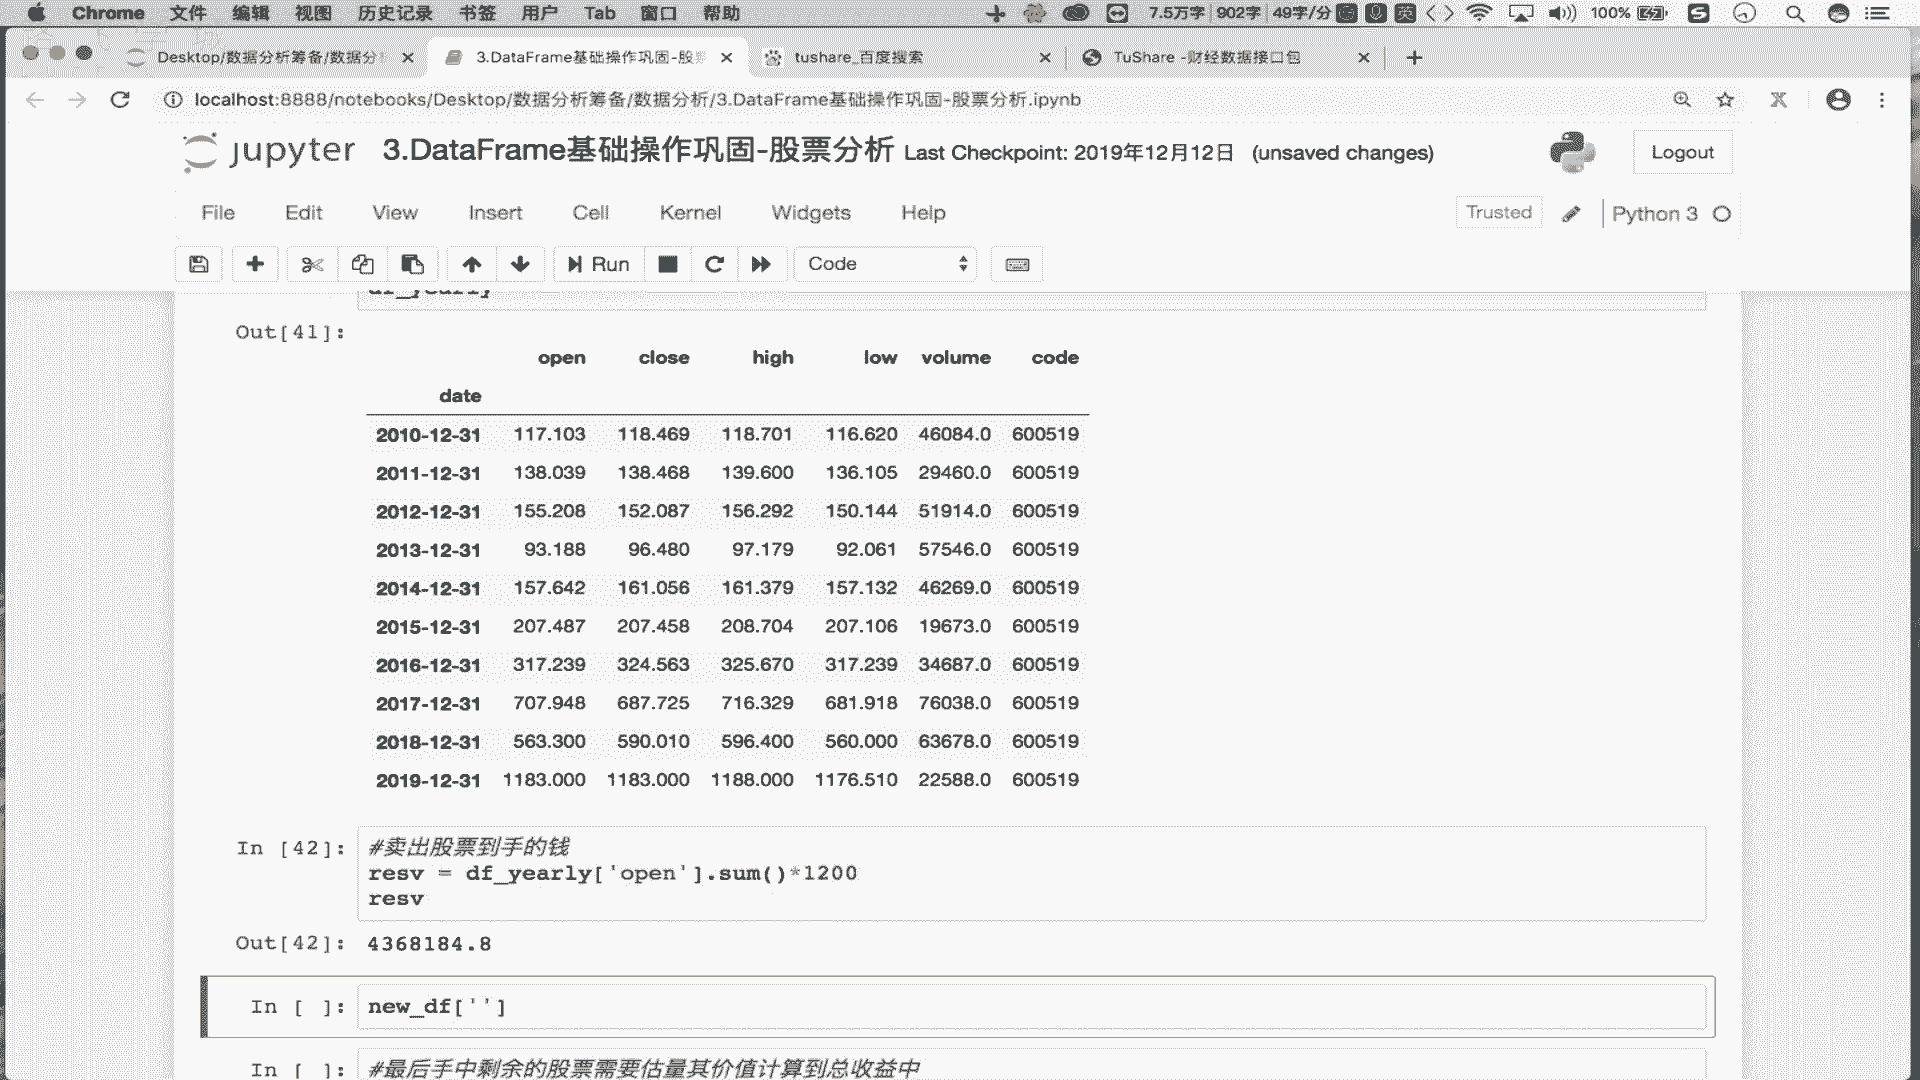 Chrome 文件 编辑 视图 历史记录 书签 用户 Tab 窗口 帮助 7.5万字 902字 49字/分 英 100%
Desktop/数据分析筹备/数据分 3.DataFrame基础操作巩固-股 tushare_百度搜索 TuShare -财经数据接口包
localhost:8888/notebooks/Desktop/数据分析筹备/数据分析/3.DataFrame基础操作巩固-股票分析.ipynb
jupyter 3.DataFrame基础操作巩固-股票分析 Last Checkpoint: 2019年12月12日 (unsaved changes) Logout
File Edit View Insert Cell Kernel Widgets Help Trusted Python 3
Run Code
df_yearly
Out[41]:
open close high low volume code
date
2010-12-31 117.103 118.469 118.701 116.620 46084.0 600519
2011-12-31 138.039 138.468 139.600 136.105 29460.0 600519
2012-12-31 155.208 152.087 156.292 150.144 51914.0 600519
2013-12-31 93.188 96.480 97.179 92.061 57546.0 600519
2014-12-31 157.642 161.056 161.379 157.132 46269.0 600519
2015-12-31 207.487 207.458 208.704 207.106 19673.0 600519
2016-12-31 317.239 324.563 325.670 317.239 34687.0 600519
2017-12-31 707.948 687.725 716.329 681.918 76038.0 600519
2018-12-31 563.300 590.010 596.400 560.000 63678.0 600519
2019-12-31 1183.000 1183.000 1188.000 1176.510 22588.0 600519
In [42]: #卖出股票到手的钱
resv = df_yearly['open'].sum()*1200
resv
Out[42]: 4368184.8
In [ ]: new_df['']
In [ ]: #最后手中剩余的股票需要估量其价值计算到总收益中